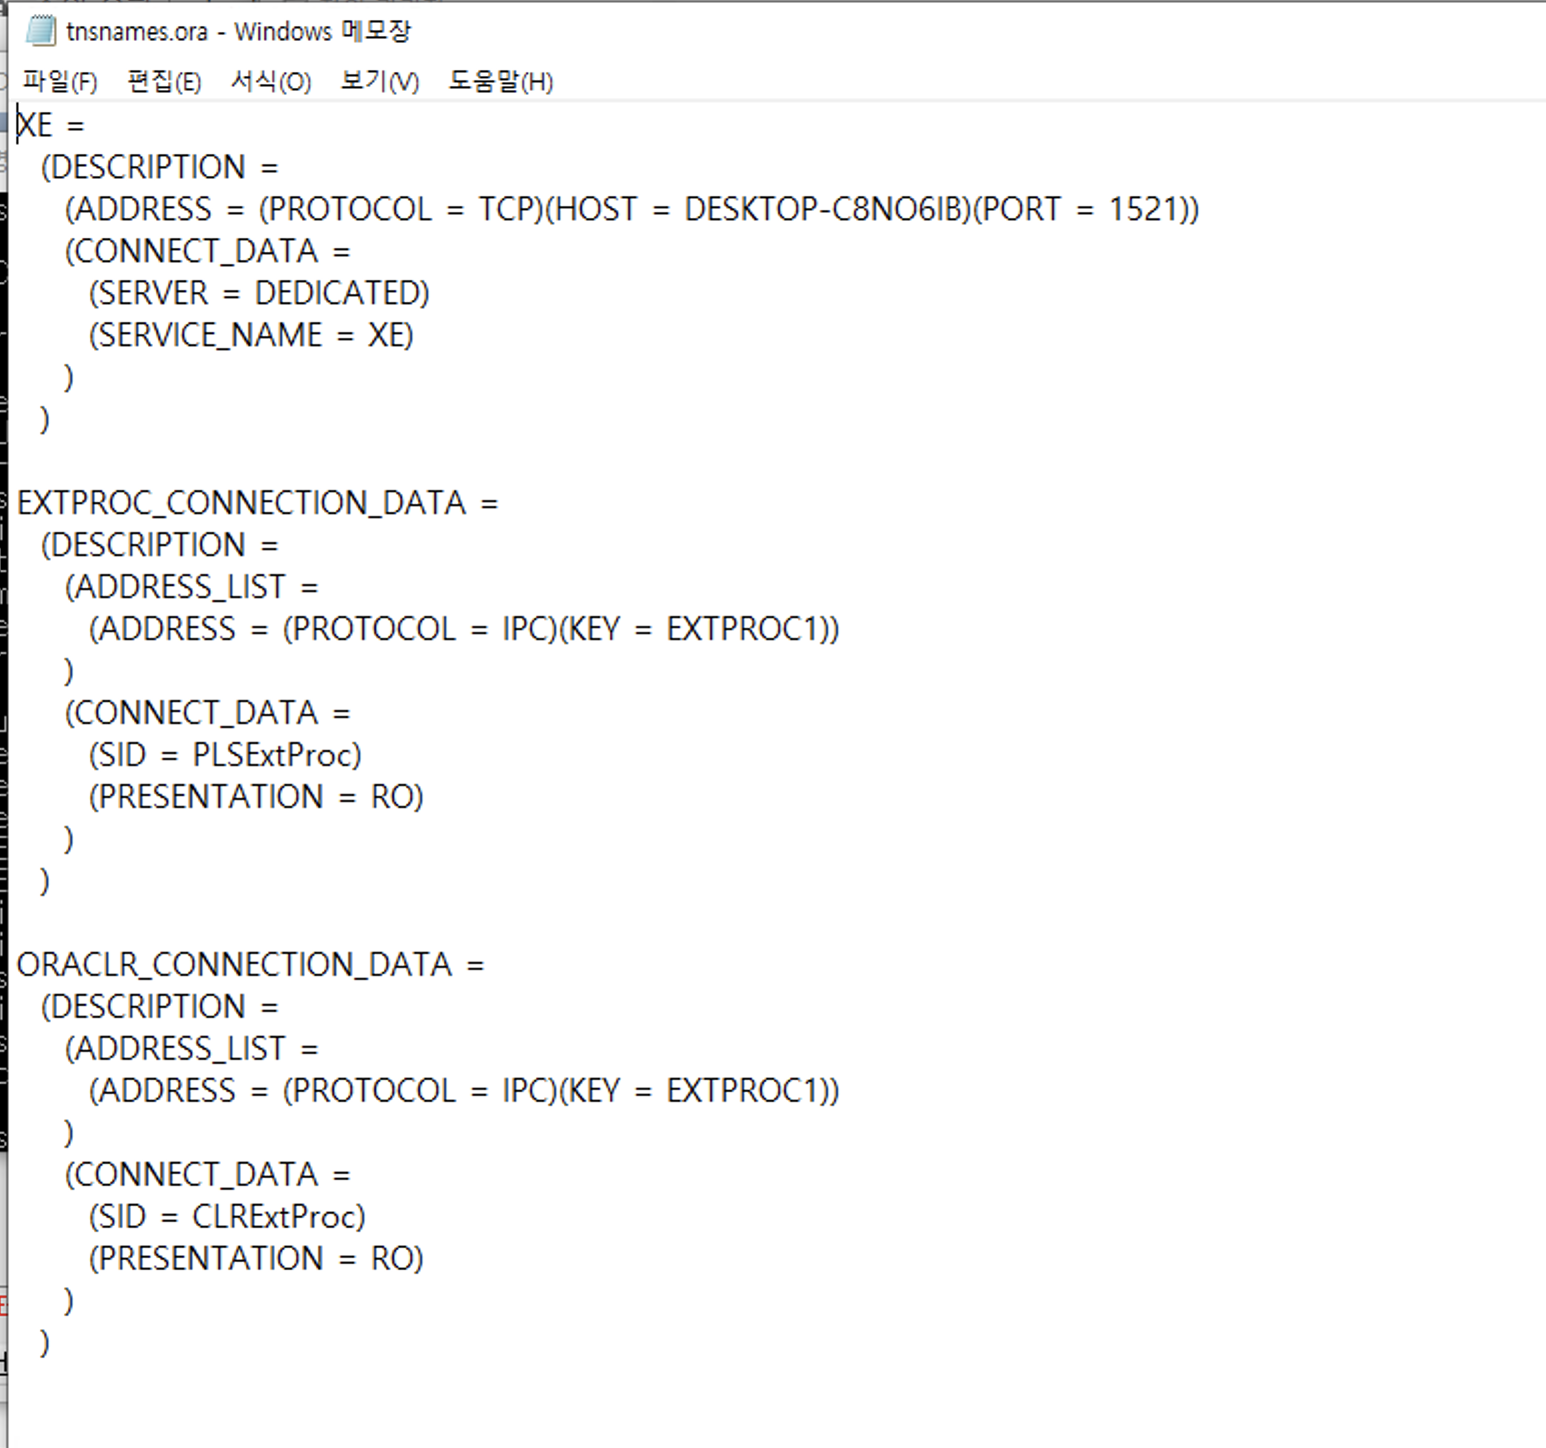 tnsnames.ora - Windows 메모장
파일(F) 편집(E) 서식(O) 보기(V) 도움말(H)
XE =
  (DESCRIPTION =
    (ADDRESS = (PROTOCOL = TCP)(HOST = DESKTOP-C8NO6IB)(PORT = 1521))
    (CONNECT_DATA =
      (SERVER = DEDICATED)
      (SERVICE_NAME = XE)
    )
  )

EXTPROC_CONNECTION_DATA =
  (DESCRIPTION =
    (ADDRESS_LIST =
      (ADDRESS = (PROTOCOL = IPC)(KEY = EXTPROC1))
    )
    (CONNECT_DATA =
      (SID = PLSExtProc)
      (PRESENTATION = RO)
    )
  )

ORACLR_CONNECTION_DATA =
  (DESCRIPTION =
    (ADDRESS_LIST =
      (ADDRESS = (PROTOCOL = IPC)(KEY = EXTPROC1))
    )
    (CONNECT_DATA =
      (SID = CLRExtProc)
      (PRESENTATION = RO)
    )
  )